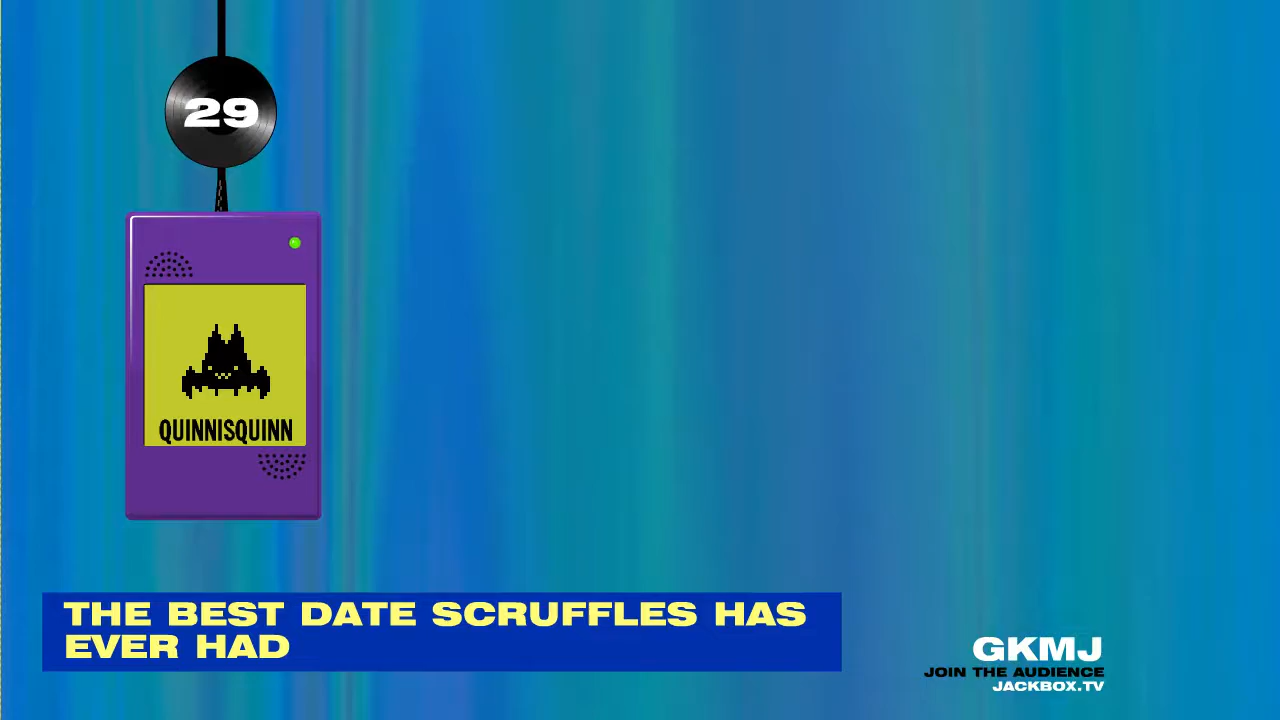 29
QUINNISQUINN
THE BEST DATE SCRUFFLES HAS
EVER HAD
GKMJ
JOIN THE AUDIENCE
JACKBOX.TV